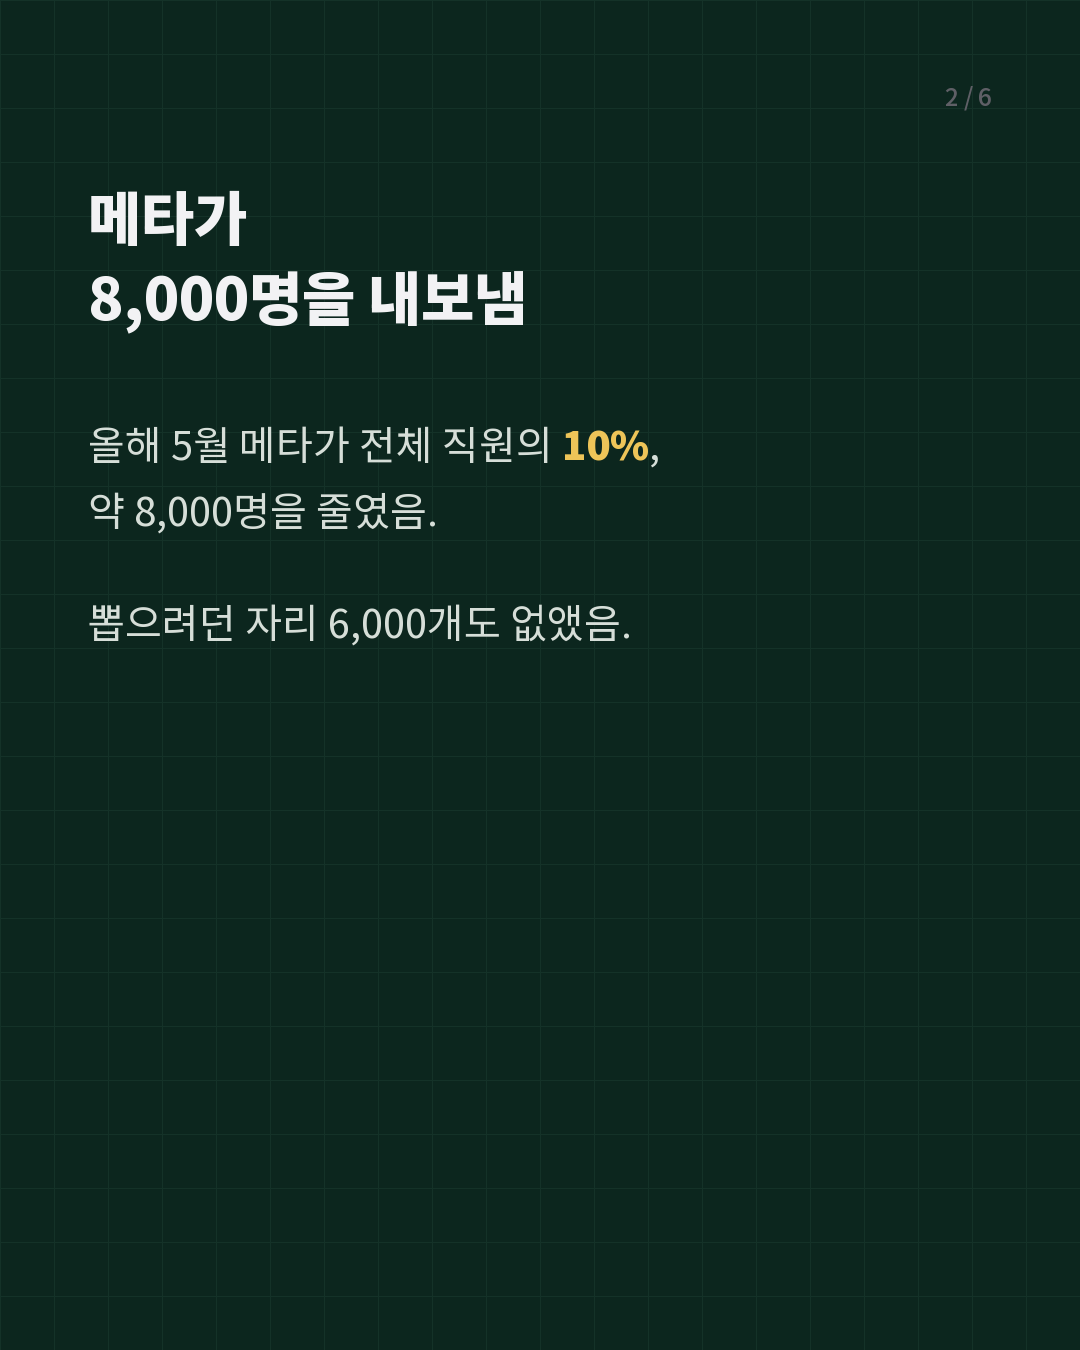 2 / 6
메타가
8,000명을 내보냄
올해 5월 메타가 전체 직원의 10%,
약 8,000명을 줄였음.
뽑으려던 자리 6,000개도 없앴음.